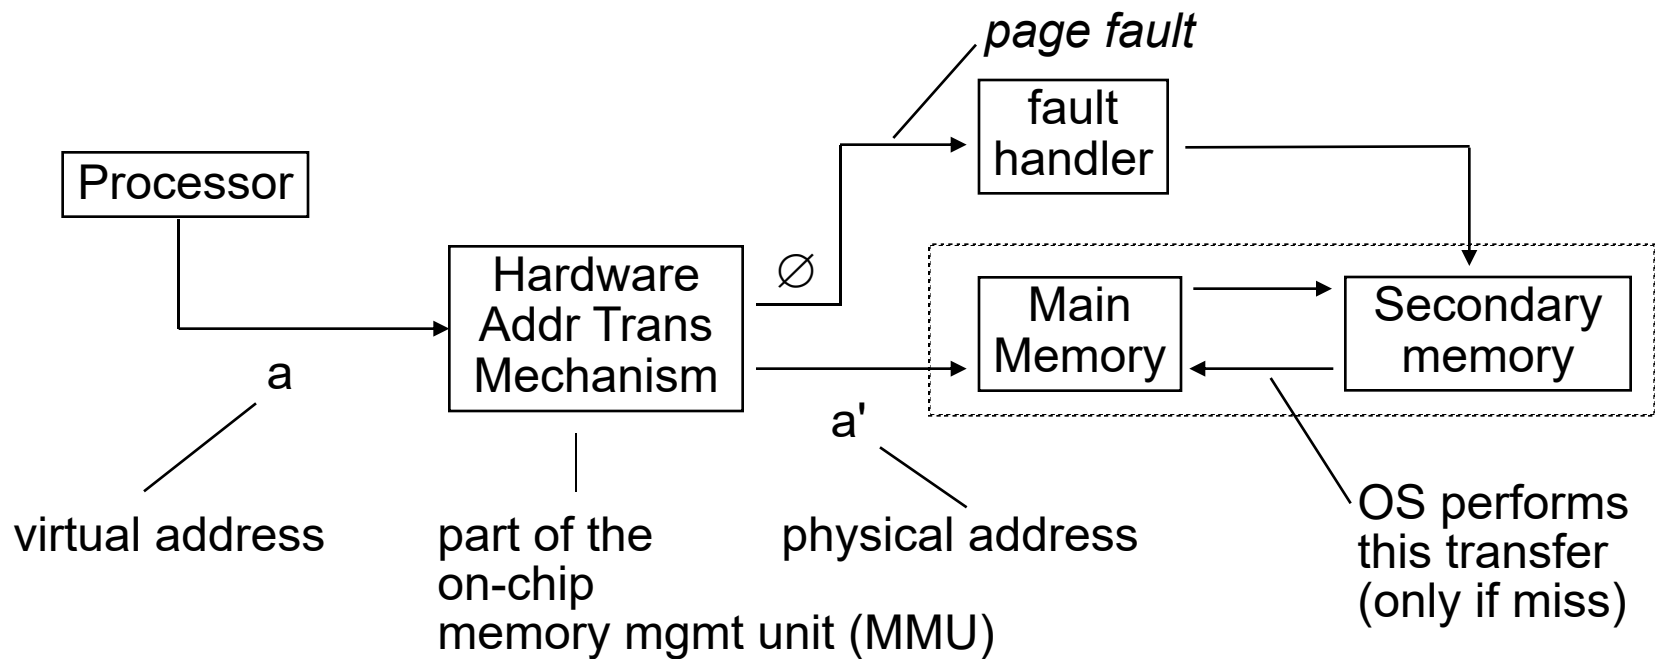 page fault
fault
handler
Processor
Hardware
Addr Trans
Mechanism
∅
Main
Memory
Secondary
memory
a
a'
virtual address
part of the
on-chip
memory mgmt unit (MMU)
physical address
OS performs
this transfer
(only if miss)